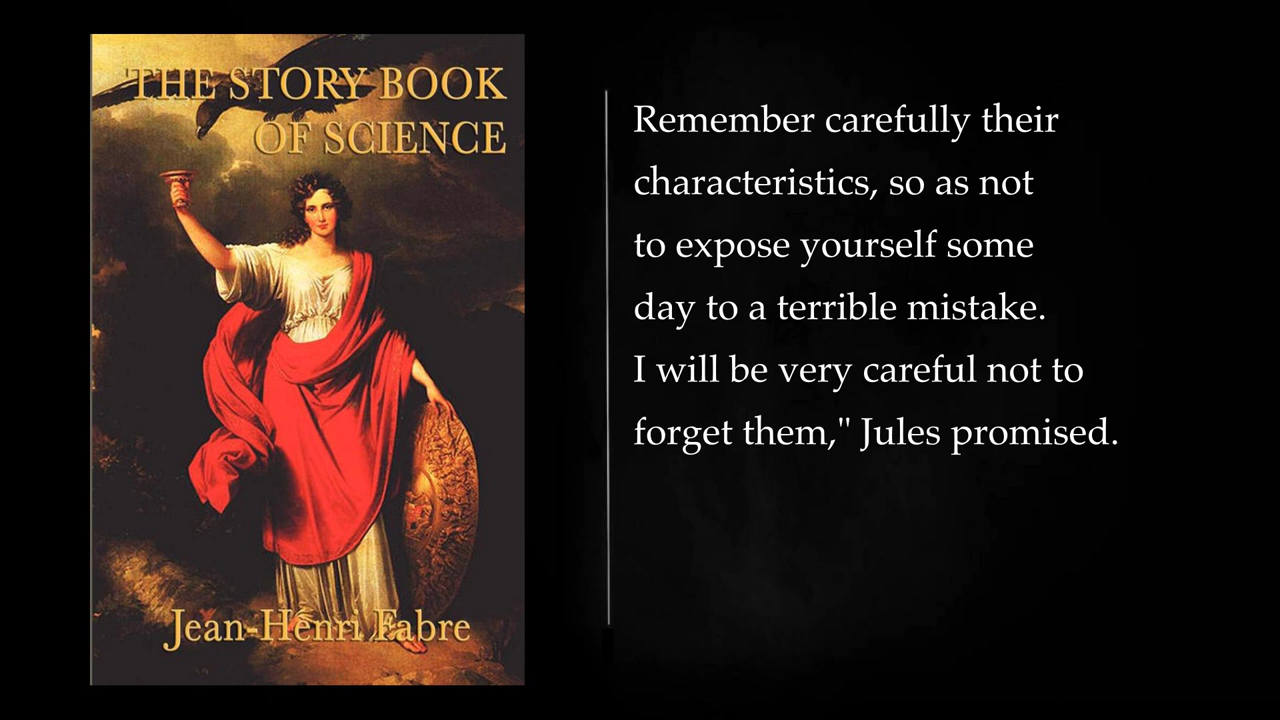 THE STORY BOOK
OF SCIENCE
Jean-Henri Fabre
Remember carefully their
characteristics, so as not
to expose yourself some
day to a terrible mistake.
I will be very careful not to
forget them," Jules promised.